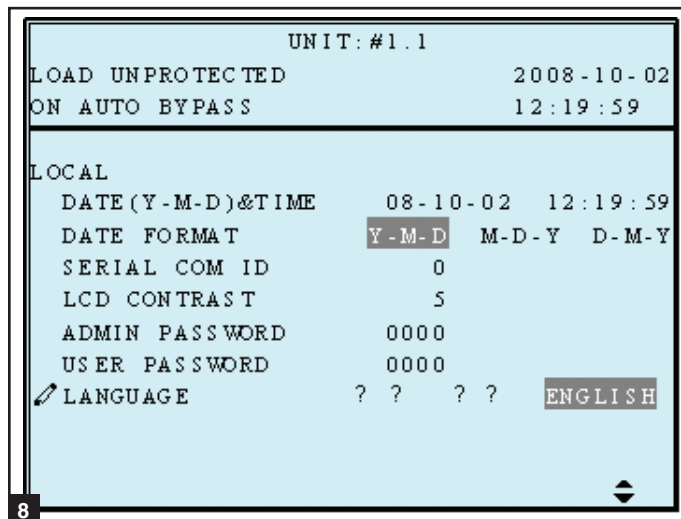 UNIT:#1.1
LOAD UNPROTECTED 2008-10-02
ON AUTO BYPASS 12:19:59
LOCAL
DATE(Y-M-D)&TIME 08-10-02 12:19:59
DATE FORMAT Y-M-D M-D-Y D-M-Y
SERIAL COM ID 0
LCD CONTRAST 5
ADMIN PASSWORD 0000
USER PASSWORD 0000
LANGUAGE ? ? ? ? ENGLISH
8